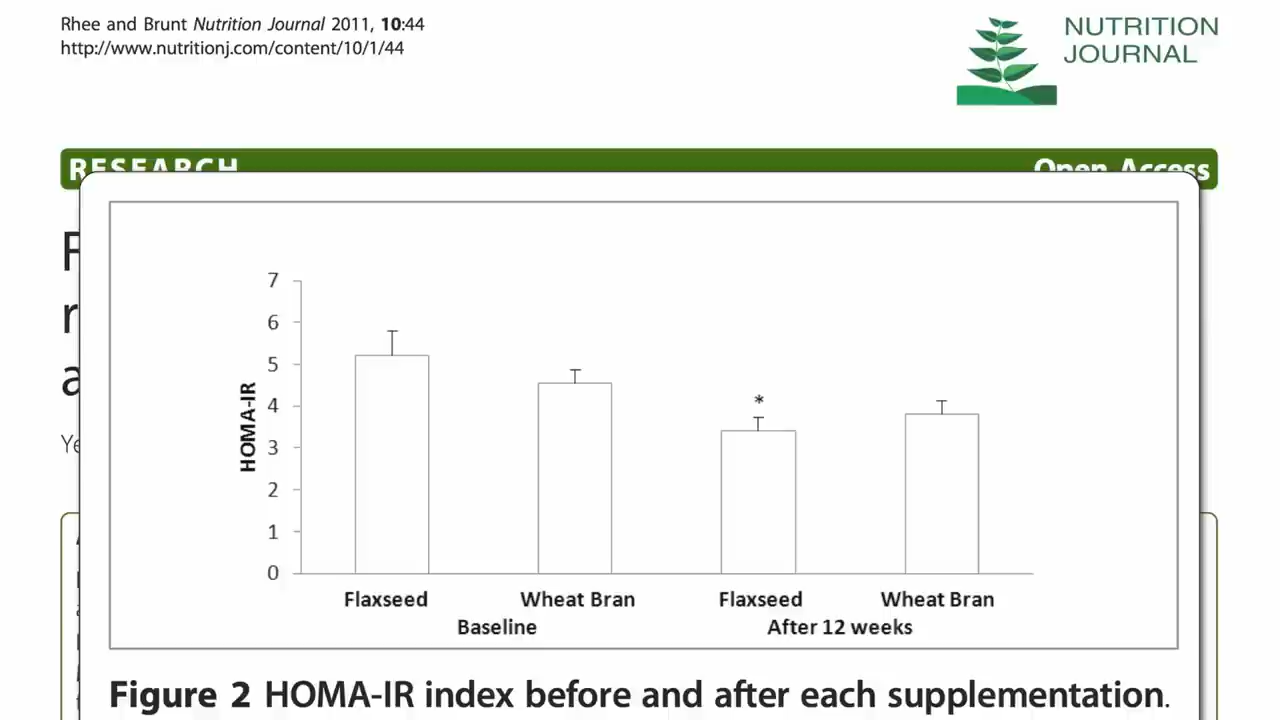 Rhee and Brunt Nutrition Journal 2011, 10:44
http://www.nutritionj.com/content/10/1/44
NUTRITION
JOURNAL
RESEARCH
Open Access
7
6
5
4
3
2
1
0
HOMA-IR
*
Flaxseed
Wheat Bran
Flaxseed
Wheat Bran
Baseline
After 12 weeks
Figure 2 HOMA-IR index before and after each supplementation.